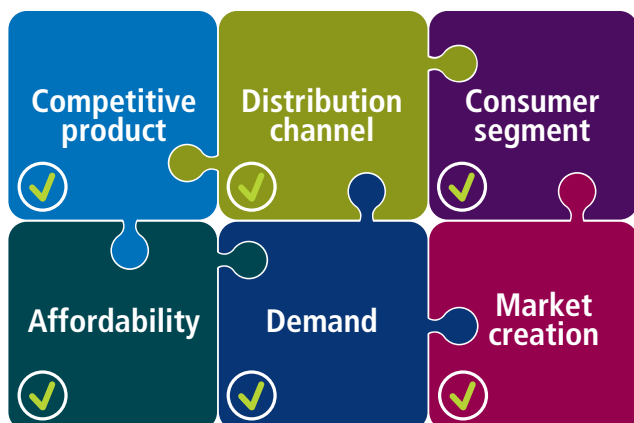 Competitive
product
Distribution
channel
Consumer
segment
Affordability
Demand
Market
creation